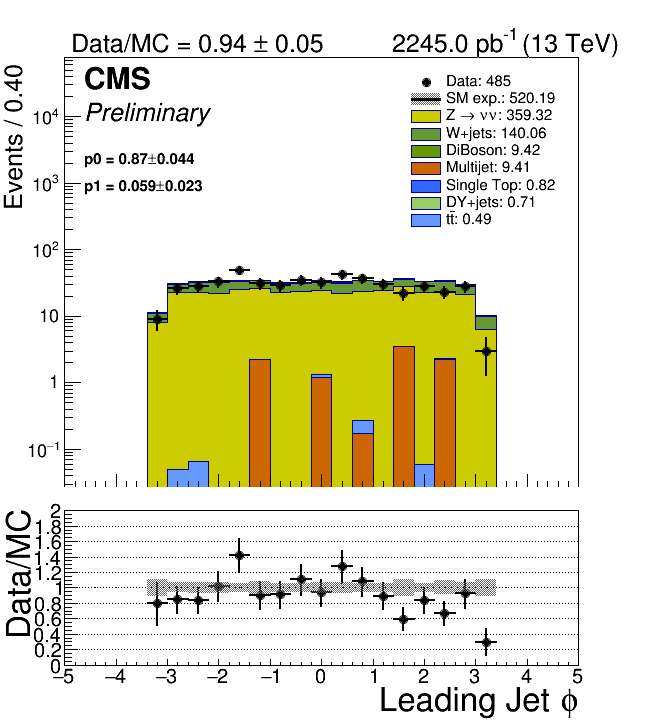 Data/MC = 0.94 ± 0.05 2245.0 pb⁻¹ (13 TeV)
CMS
Preliminary
p0 = 0.87±0.044
p1 = 0.059±0.023
Data: 485
SM exp.: 520.19
Z → νν: 359.32
W+jets: 140.06
DiBoson: 9.42
Multijet: 9.41
Single Top: 0.82
DY+jets: 0.71
tt̄: 0.49
Events / 0.40
10⁴
10³
10²
10
1
10⁻¹
Data/MC
2
1.8
1.6
1.4
1.2
1
0.8
0.6
0.4
0.2
0
−5 −4 −3 −2 −1 0 1 2 3 4 5
Leading Jet ϕ